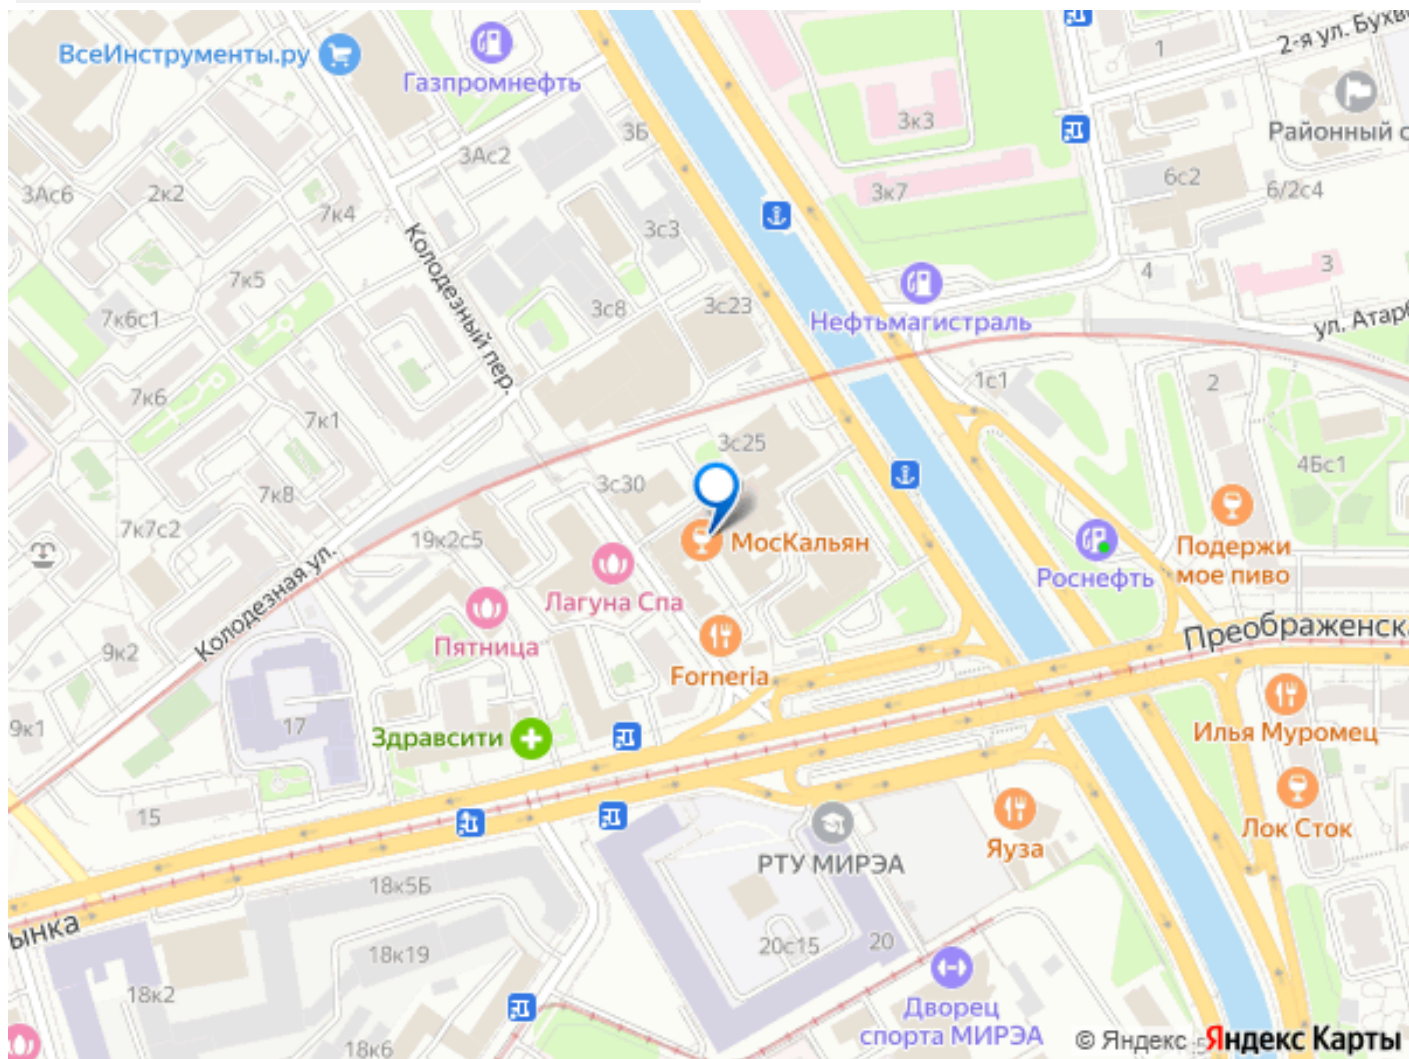 2-я ул. Бухв
ВсеИнструменты.ру
Газпромнефть
1
3Б
3к3
Районный с
3Ас2
3Ас6
2к2
7к4
3к7
6с2
6/2с4
3с3
Колодезный пер.
7к5
4
3
7к6с1
3с8
3с23
Нефтьмагистраль
ул. Атарб
7к6
7к1
1с1
2
3с25
4Бс1
7к8
3с30
7к7с2
19к2с5
МосКальян
Подержи
мое пиво
Роснефть
Колодезная ул.
Лагуна Спа
Пятница
Преображенска
9к2
Forneria
9к1
17
Здравсити
Илья Муромец
15
Лок Сток
Яуза
РТУ МИРЭА
18к5Б
ынка
20с15
20
18к19
18к2
Дворец
спорта МИРЭА
18к6
© Яндекс
Яндекс Карты